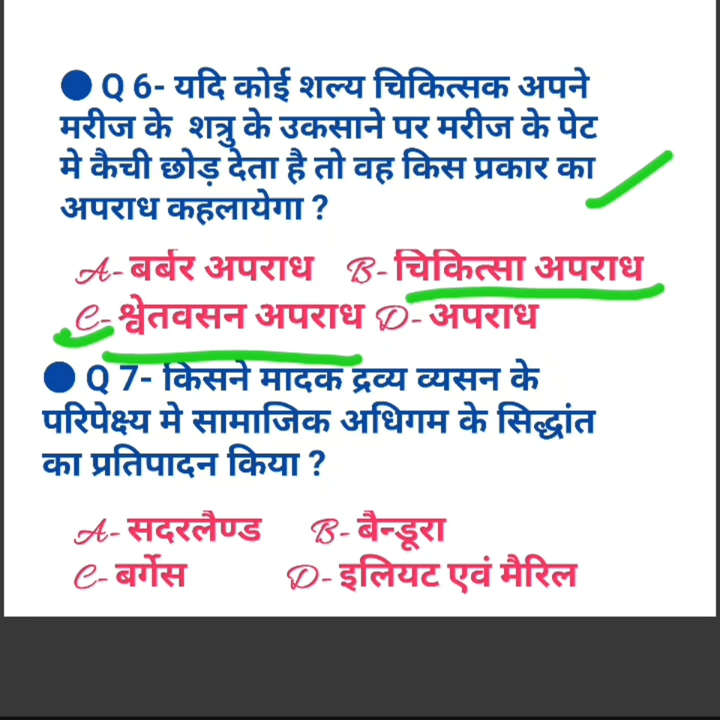 ● Q 6- यदि कोई शल्य चिकित्सक अपने
मरीज के शत्रु के उकसाने पर मरीज के पेट
मे कैची छोड़ देता है तो वह किस प्रकार का
अपराध कहलायेगा ?
A- बर्बर अपराध B- चिकित्सा अपराध
C- श्वेतवसन अपराध D- अपराध
● Q 7- किसने मादक द्रव्य व्यसन के
परिपेक्ष्य मे सामाजिक अधिगम के सिद्धांत
का प्रतिपादन किया ?
A- सदरलैण्ड B- बैन्डूरा
C- बर्गेस D- इलियट एवं मैरिल